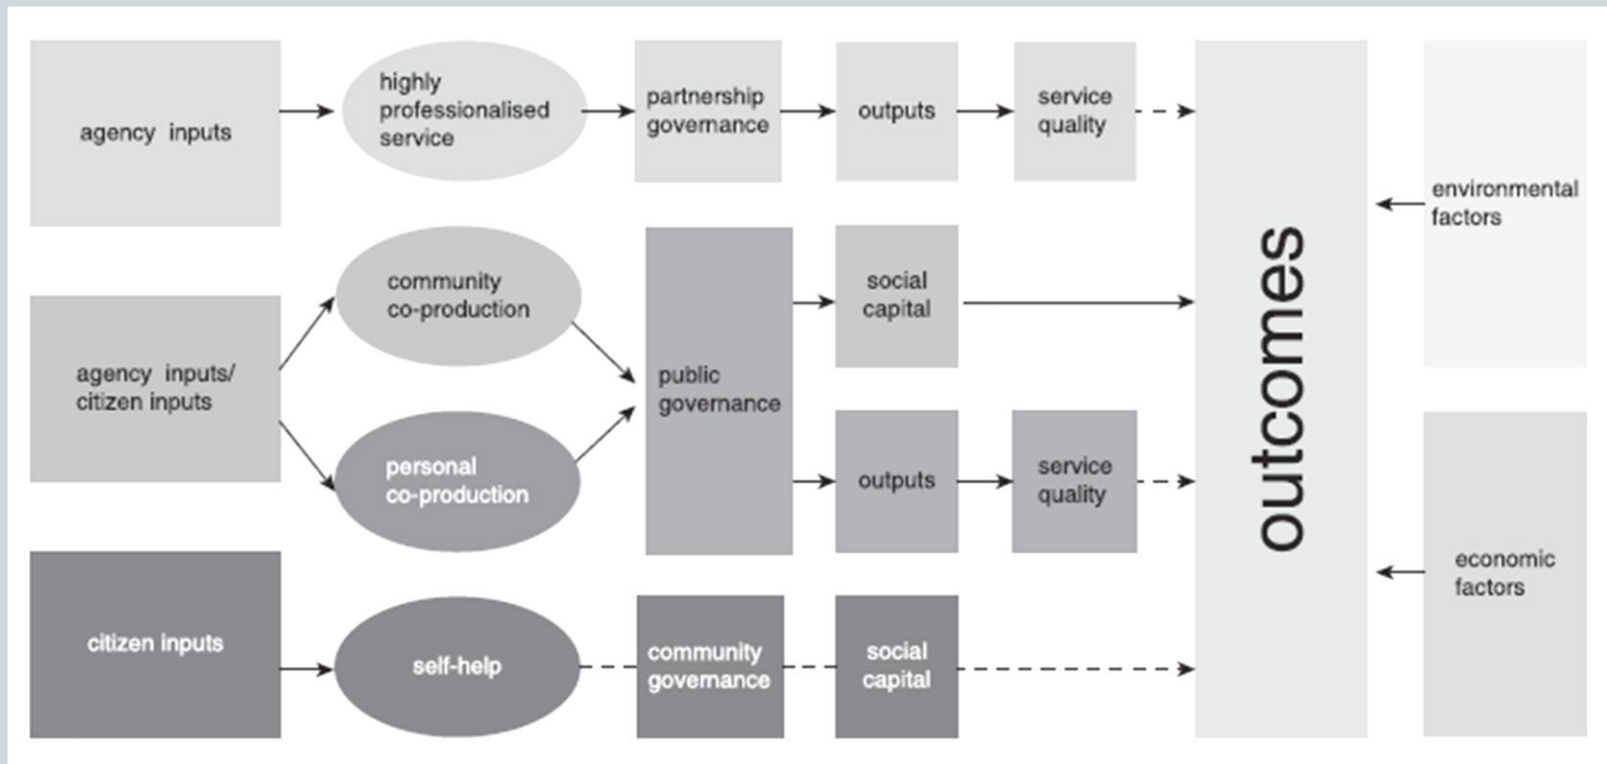 agency inputs
highly
professionalised
service
partnership
governance
outputs
service
quality
agency inputs/
citizen inputs
community
co-production
personal
co-production
public
governance
social
capital
outputs
service
quality
citizen inputs
self-help
community
governance
social
capital
outcomes
environmental
factors
economic
factors